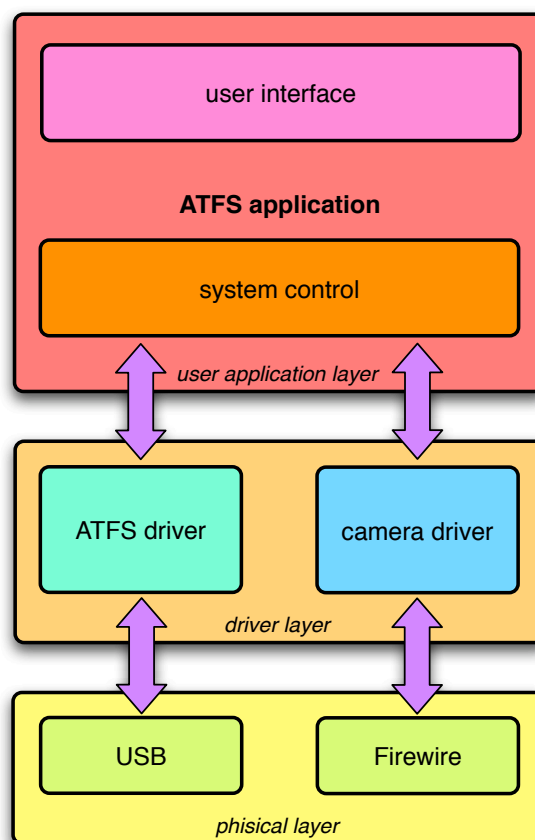 user interface
ATFS application
system control
user application layer
ATFS driver
camera driver
driver layer
USB
Firewire
phisical layer